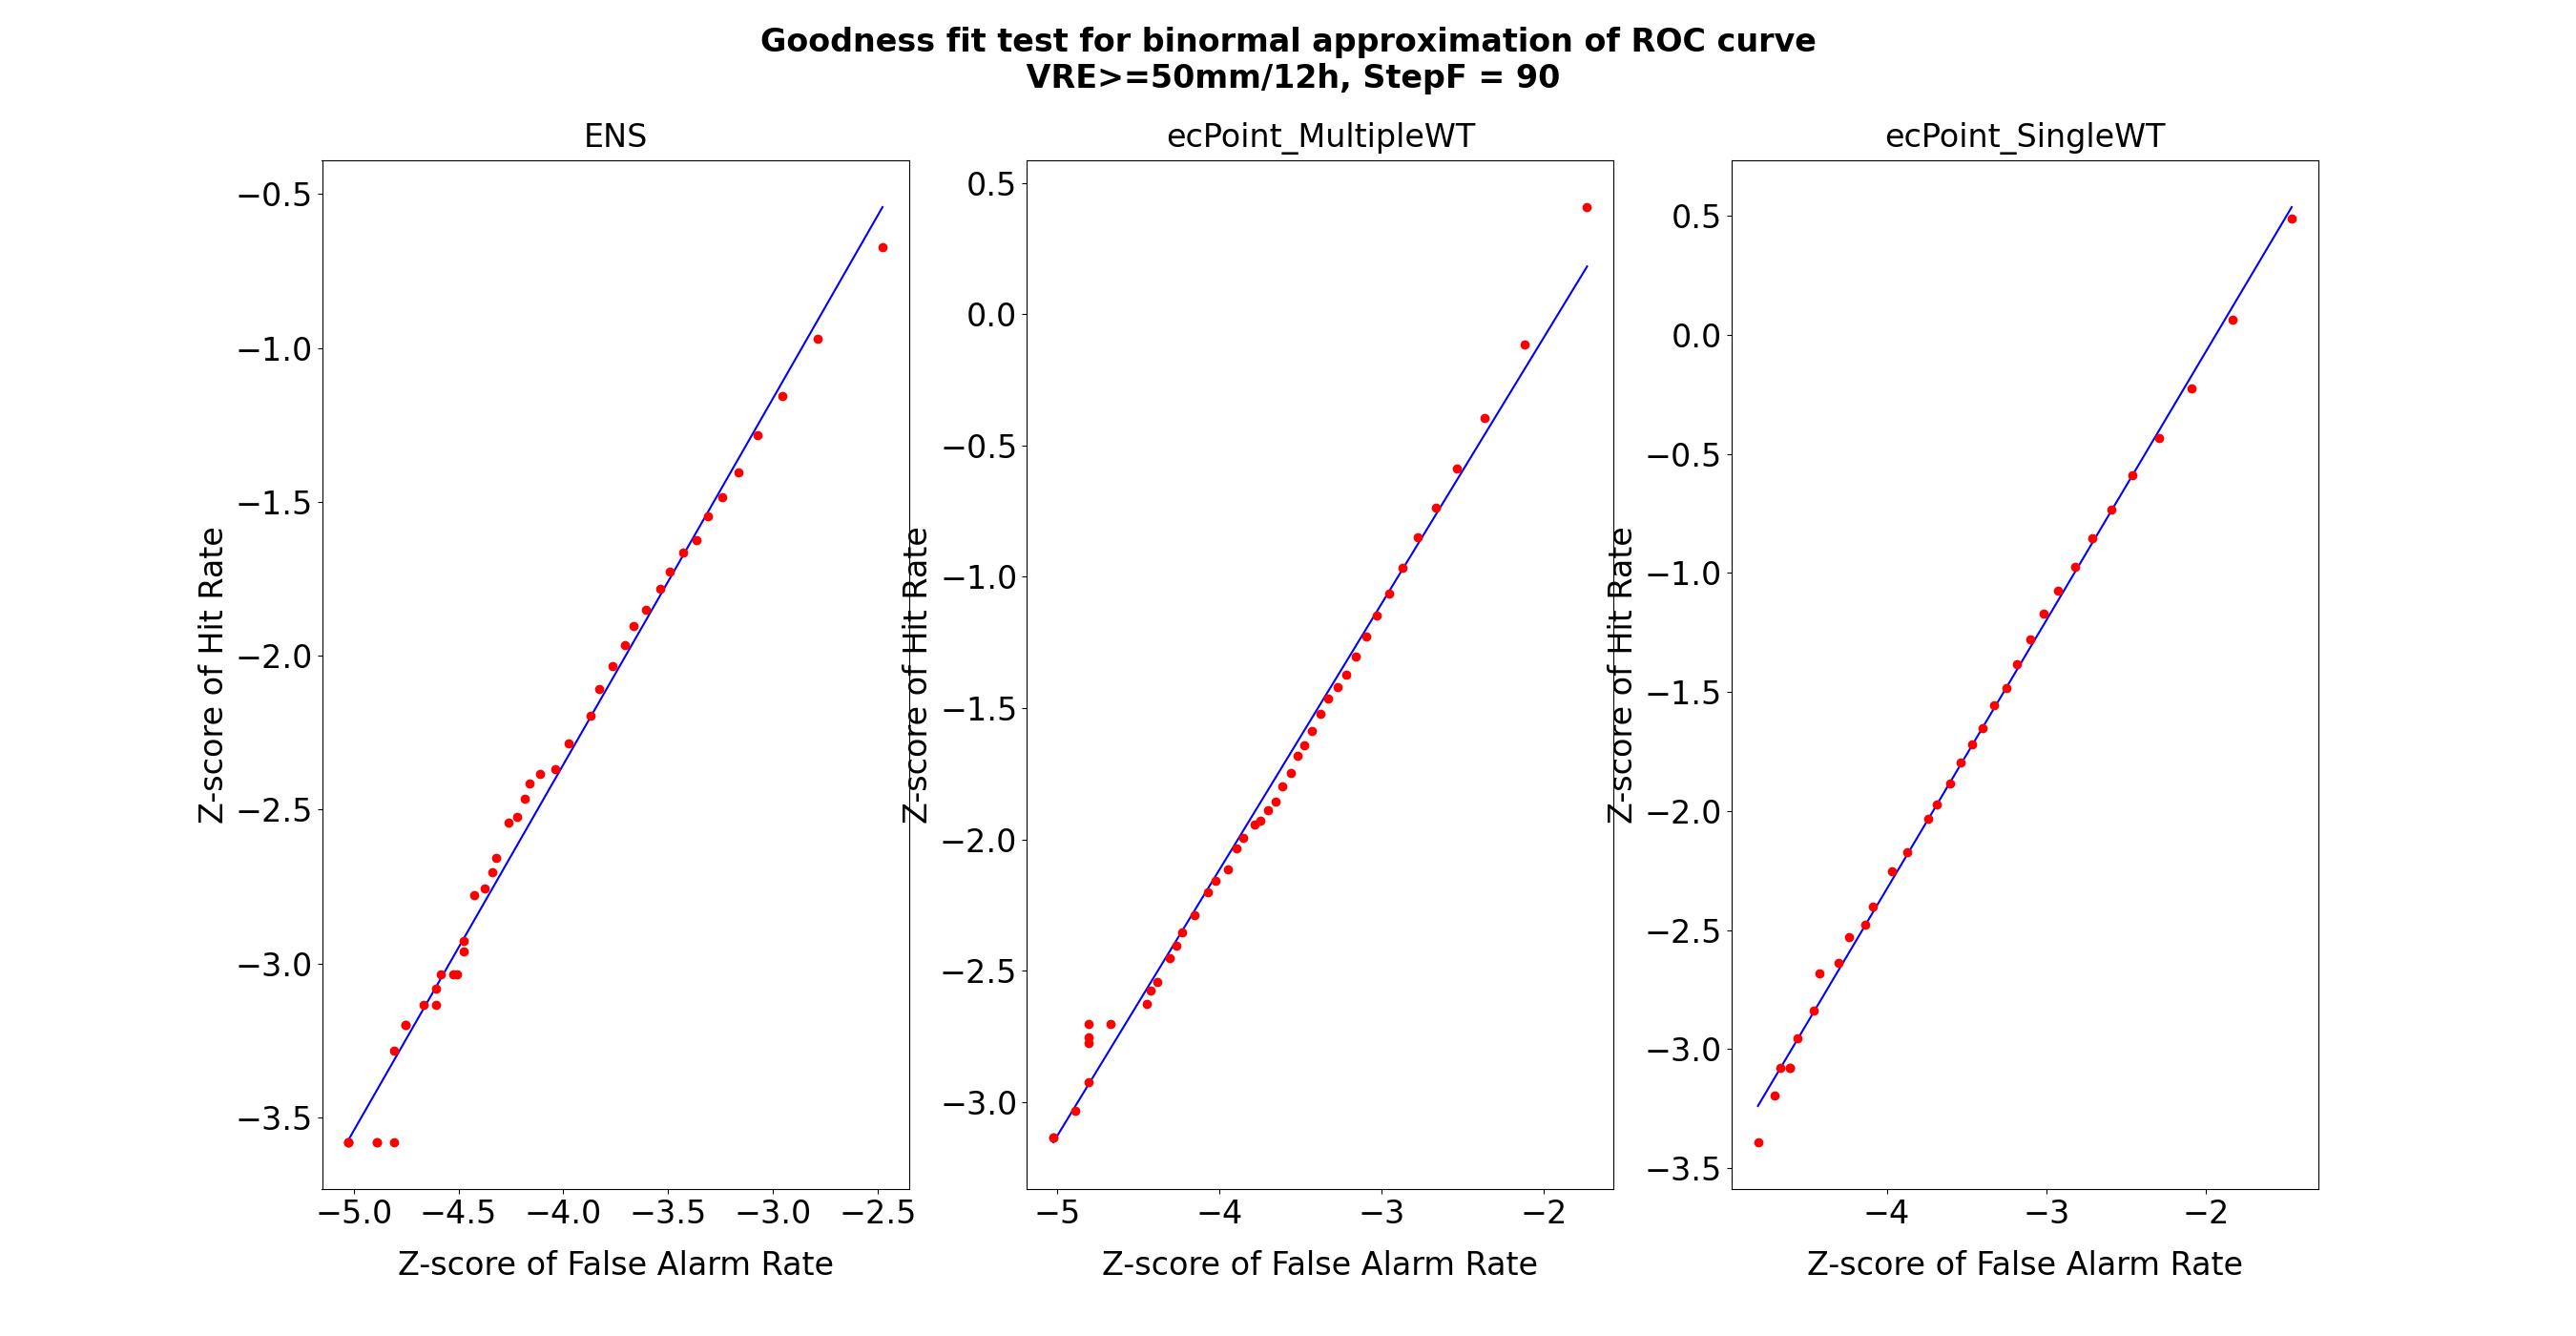 Goodness fit test for binormal approximation of ROC curve
VRE>=50mm/12h, StepF = 90
ENS
−0.5
−1.0
−1.5
−2.0
−2.5
−3.0
−3.5
Z-score of Hit Rate
−5.0 −4.5 −4.0 −3.5 −3.0 −2.5
Z-score of False Alarm Rate
ecPoint_MultipleWT
0.5
0.0
−0.5
−1.0
−1.5
−2.0
−2.5
−3.0
Z-score of Hit Rate
−5 −4 −3 −2
Z-score of False Alarm Rate
ecPoint_SingleWT
0.5
0.0
−0.5
−1.0
−1.5
−2.0
−2.5
−3.0
−3.5
Z-score of Hit Rate
−4 −3 −2
Z-score of False Alarm Rate